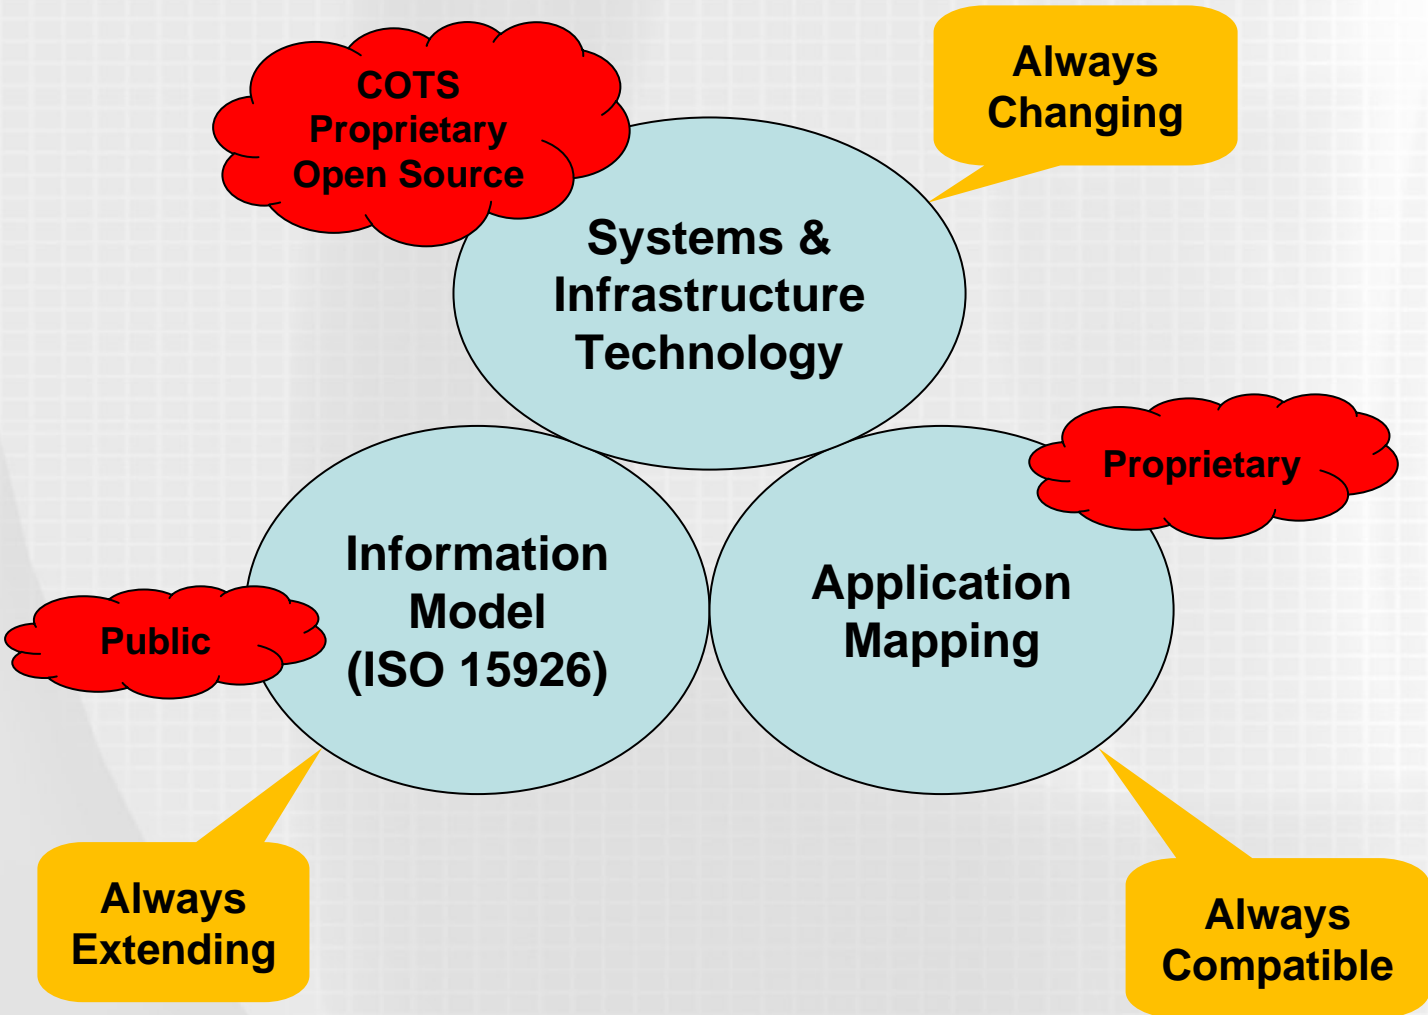 COTS
Proprietary
Open Source
Always
Changing
Systems &
Infrastructure
Technology
Proprietary
Information
Model
(ISO 15926)
Application
Mapping
Public
Always
Extending
Always
Compatible